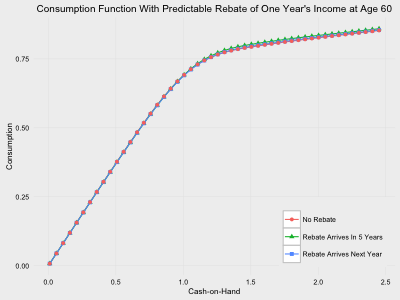 Consumption Function With Predictable Rebate of One Year's Income at Age 60
Consumption
0.75
0.50
0.25
0.00
No Rebate
Rebate Arrives In 5 Years
Rebate Arrives Next Year
0.0 0.5 1.0 1.5 2.0 2.5
Cash-on-Hand